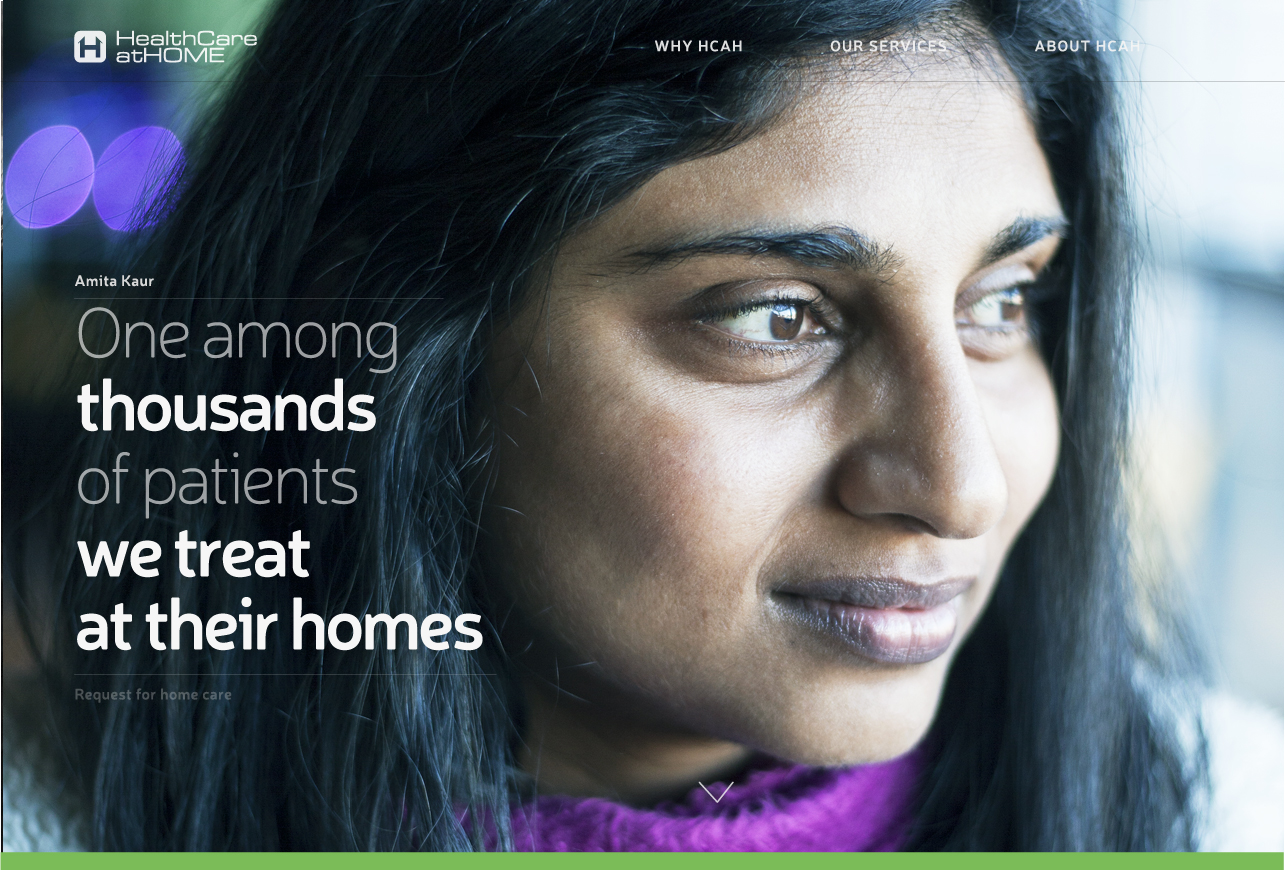 HealthCare
atHOME
WHY HCAH
OUR SERVICES
ABOUT HCAH
Amita Kaur
One among
thousands
of patients
we treat
at their homes
Request for home care